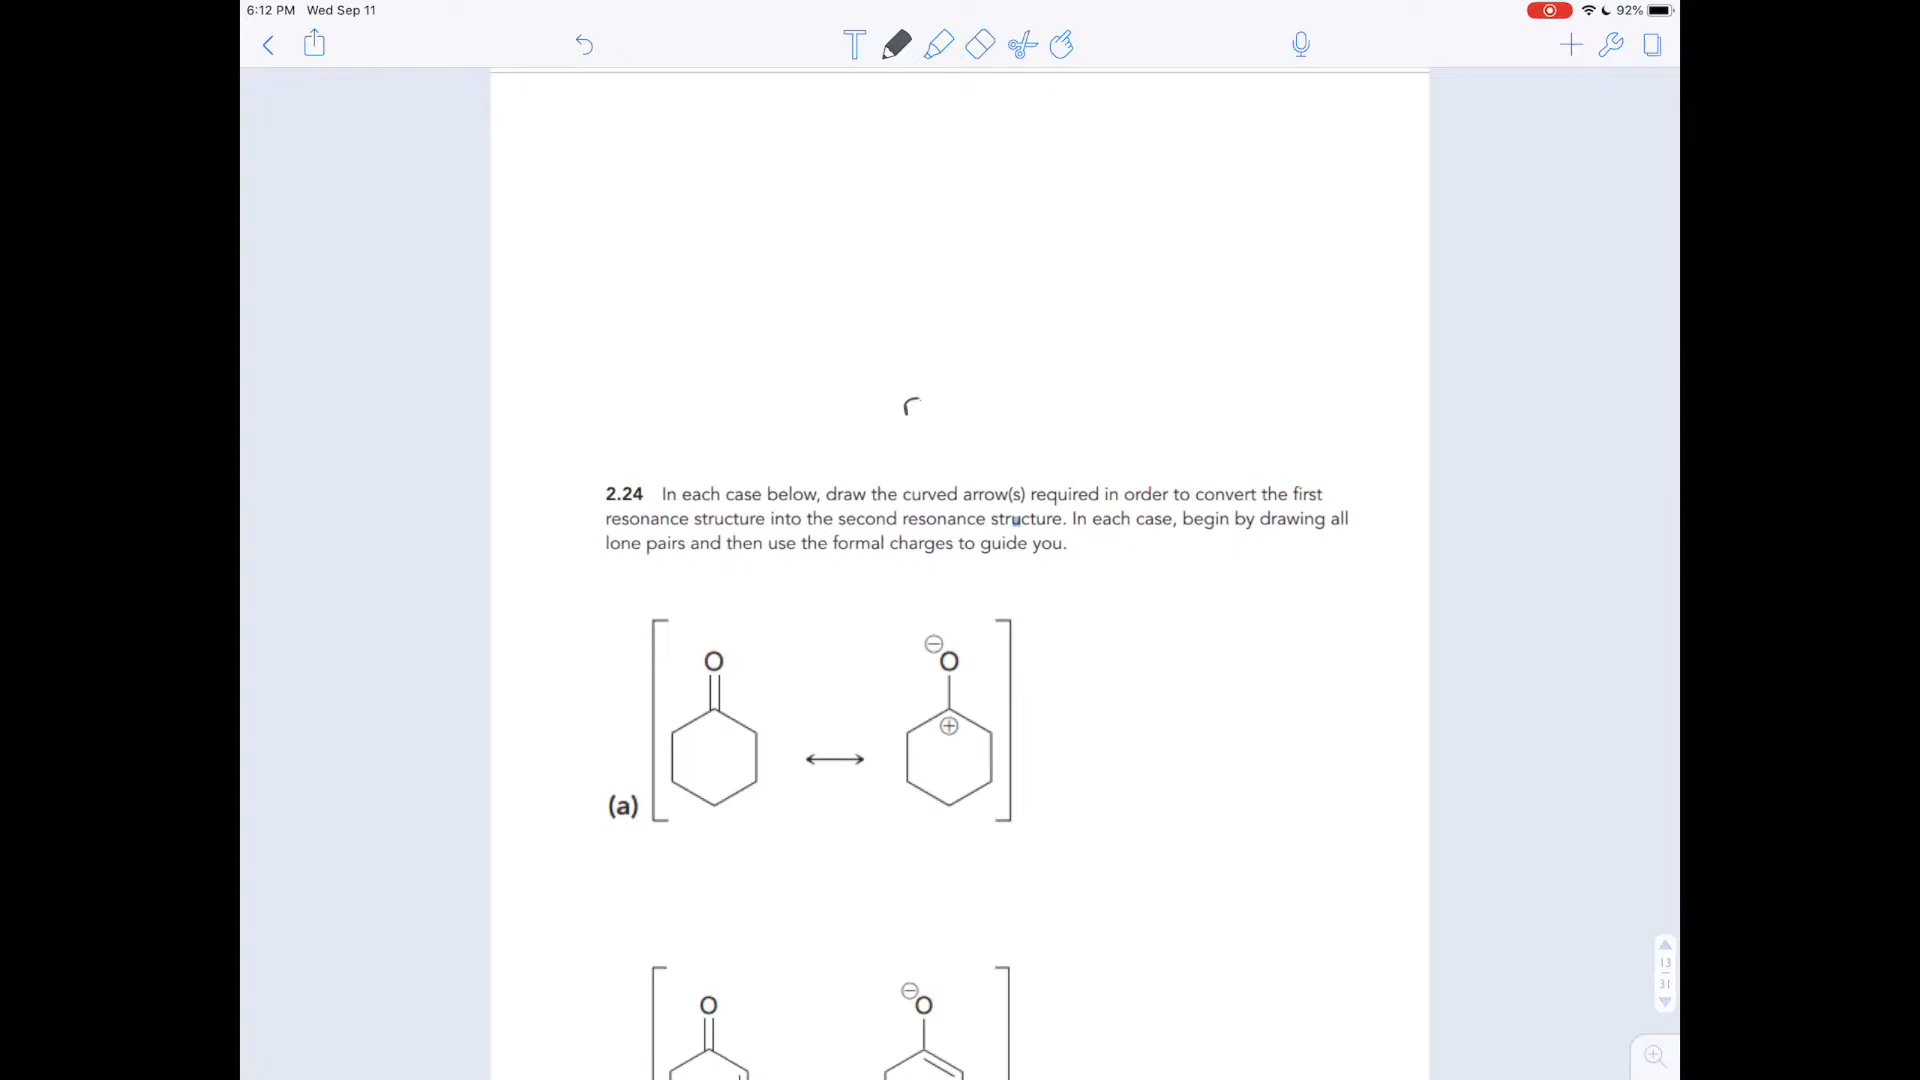 6:12 PM Wed Sep 11
92%
T
2.24 In each case below, draw the curved arrow(s) required in order to convert the first
resonance structure into the second resonance structure. In each case, begin by drawing all
lone pairs and then use the formal charges to guide you.
O
⊖
O
⊕
(a)
13
31
O
⊖
O